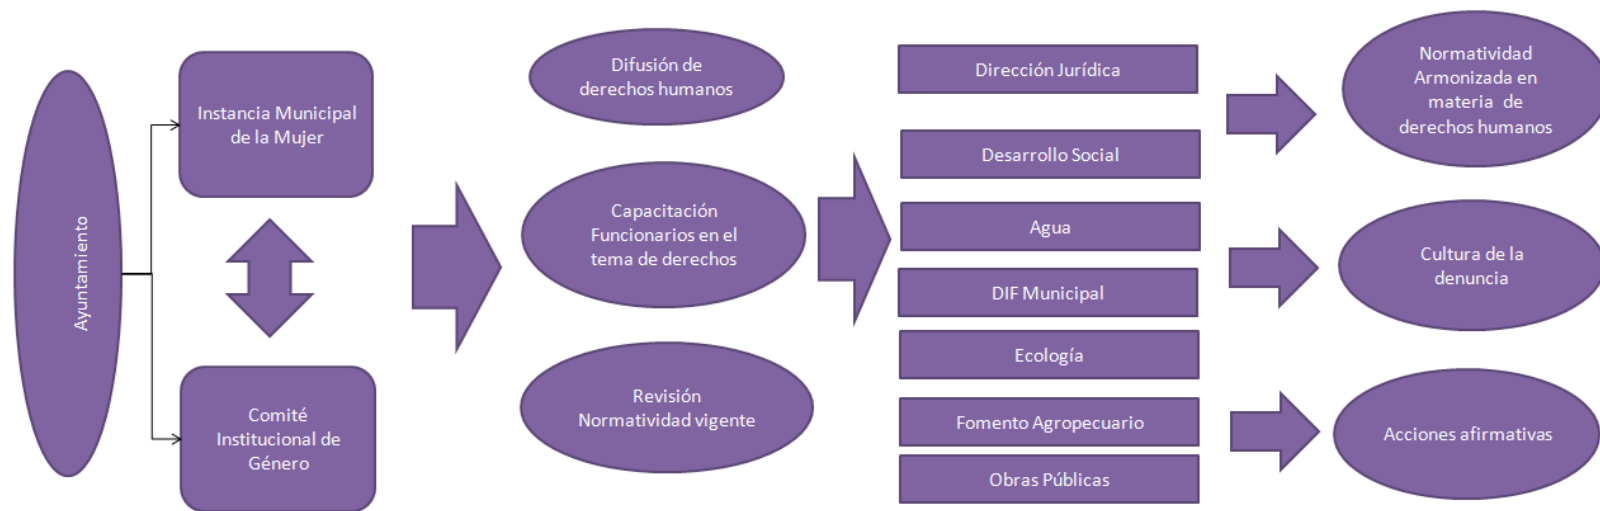 Ayuntamiento
Instancia Municipal
de la Mujer
Comité
Institucional de
Género
Difusión de
derechos humanos
Capacitación
Funcionarios en el
tema de derechos
Revisión
Normatividad vigente
Dirección Jurídica
Desarrollo Social
Agua
DIF Municipal
Ecología
Fomento Agropecuario
Obras Públicas
Normatividad
Armonizada en
materia de
derechos humanos
Cultura de la
denuncia
Acciones afirmativas